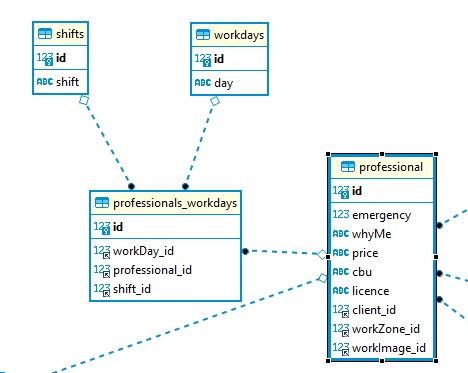 shifts
123 id
ABC shift
workdays
123 id
ABC day
professionals_workdays
123 id
123 workDay_id
123 professional_id
123 shift_id
professional
123 id
123 emergency
ABC whyMe
ABC price
ABC cbu
ABC licence
123 client_id
123 workZone_id
123 workImage_id